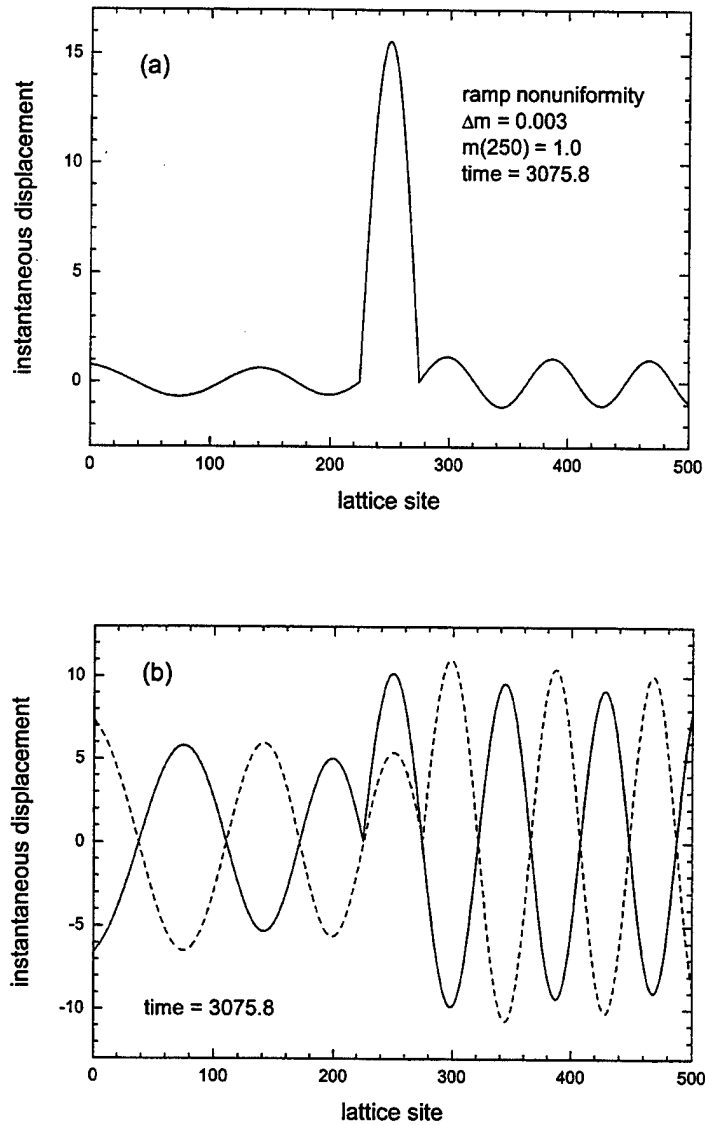 (a)
ramp nonuniformity
Δm = 0.003
m(250) = 1.0
time = 3075.8
instantaneous displacement
15
10
5
0
0 100 200 300 400 500
lattice site
(b)
instantaneous displacement
10
5
0
-5
-10
time = 3075.8
0 100 200 300 400 500
lattice site